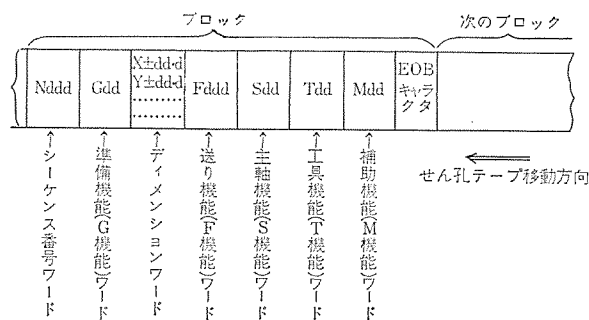 ブロック
次のブロック
Nddd
Gdd
X±dd·d
Y±dd·d
………
………
Fddd
Sdd
Tdd
Mdd
EOB
キャラ
クタ
シーケンス番号ワード
準備機能(G機能)ワード
ディメンションワード
送り機能(F機能)ワード
主軸機能(S機能)ワード
工具機能(T機能)ワード
補助機能(M機能)ワード
せん孔テープ移動方向